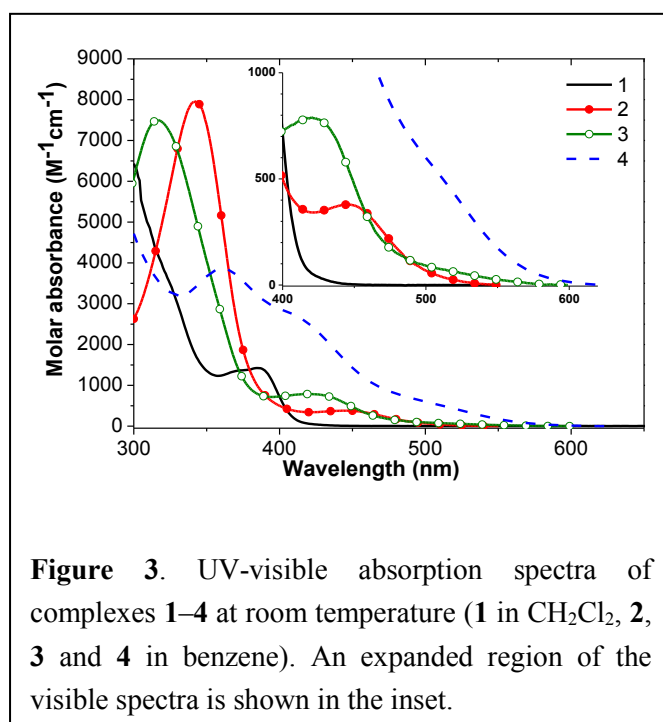 9000
8000
7000
6000
5000
4000
3000
2000
1000
0
Molar absorbance (M⁻¹cm⁻¹)
300 400 500 600
Wavelength (nm)
1000
500
0
400 500 600
1
2
3
4
Figure 3. UV-visible absorption spectra of
complexes 1–4 at room temperature (1 in CH₂Cl₂, 2,
3 and 4 in benzene). An expanded region of the
visible spectra is shown in the inset.